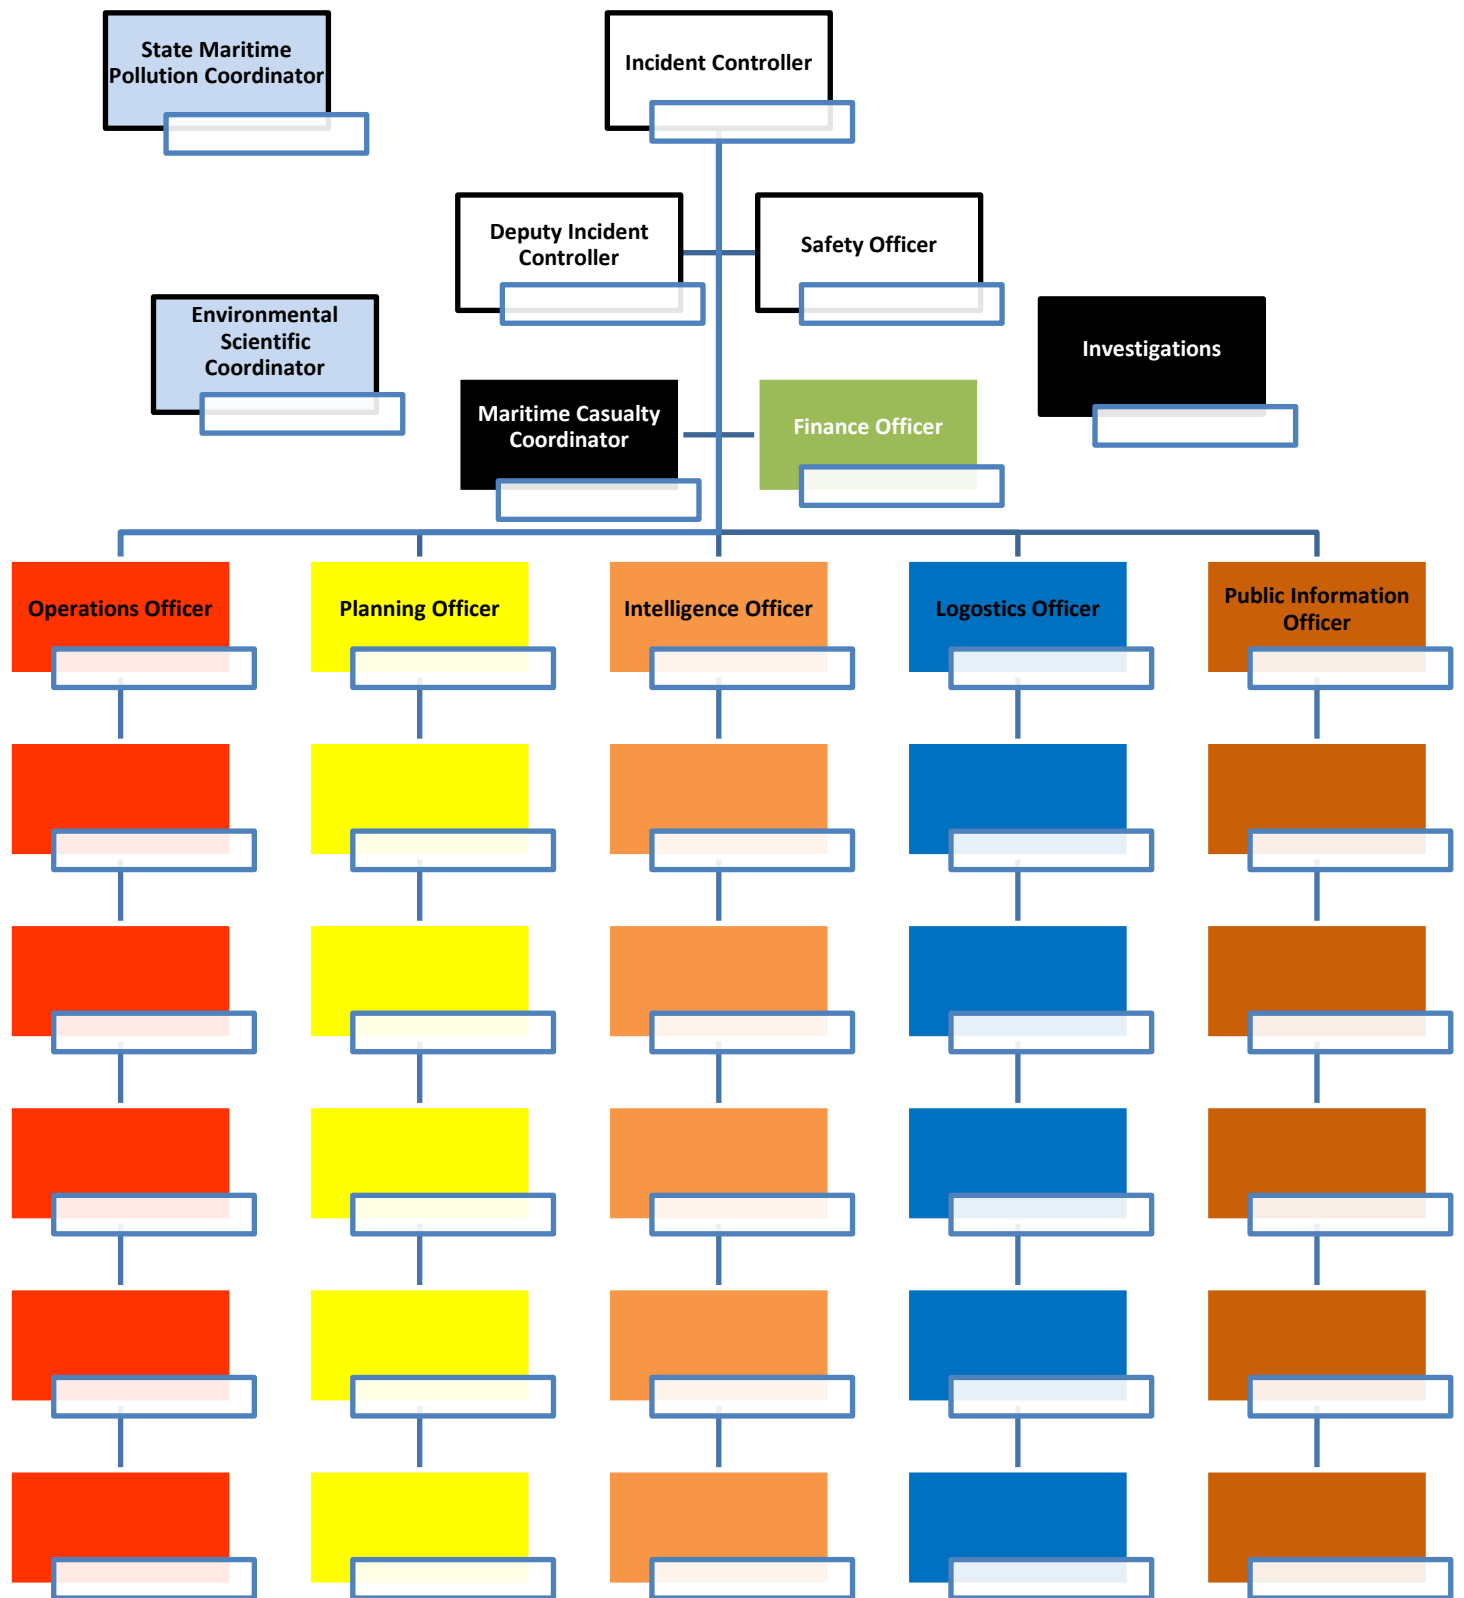 State Maritime
Pollution Coordinator
Incident Controller
Deputy Incident
Controller
Safety Officer
Environmental
Scientific
Coordinator
Investigations
Maritime Casualty
Coordinator
Finance Officer
Operations Officer
Planning Officer
Intelligence Officer
Logostics Officer
Public Information
Officer